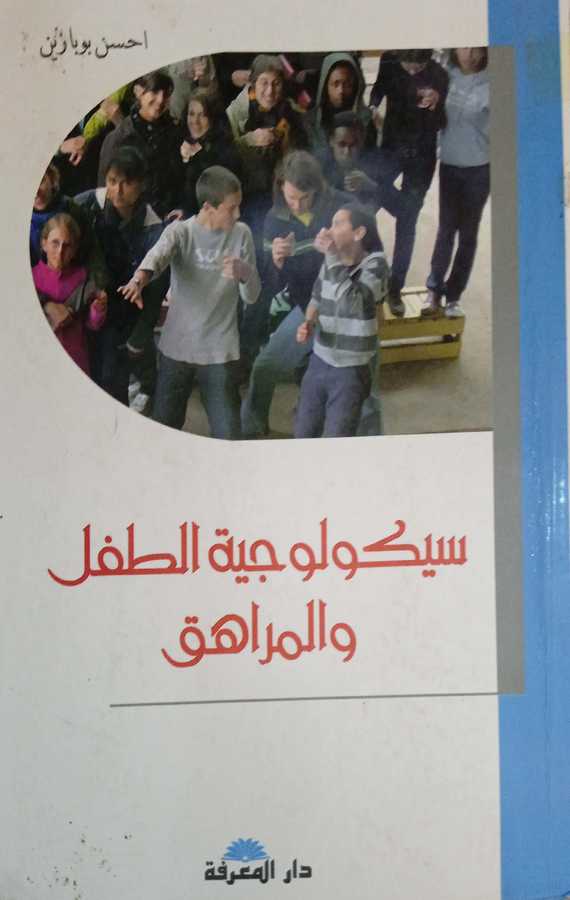 احسن بوبازين
سيكولوجية الطفل
والمراهق
دار المعرفة